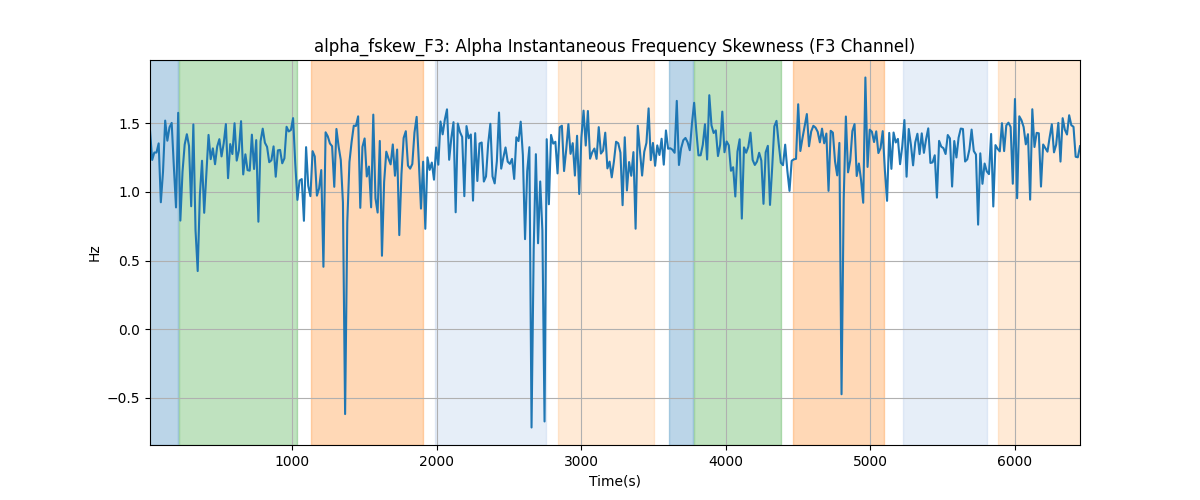 alpha_fskew_F3: Alpha Instantaneous Frequency Skewness (F3 Channel)
1.5
1.0
0.5
0.0
−0.5
Hz
1000 2000 3000 4000 5000 6000
Time(s)